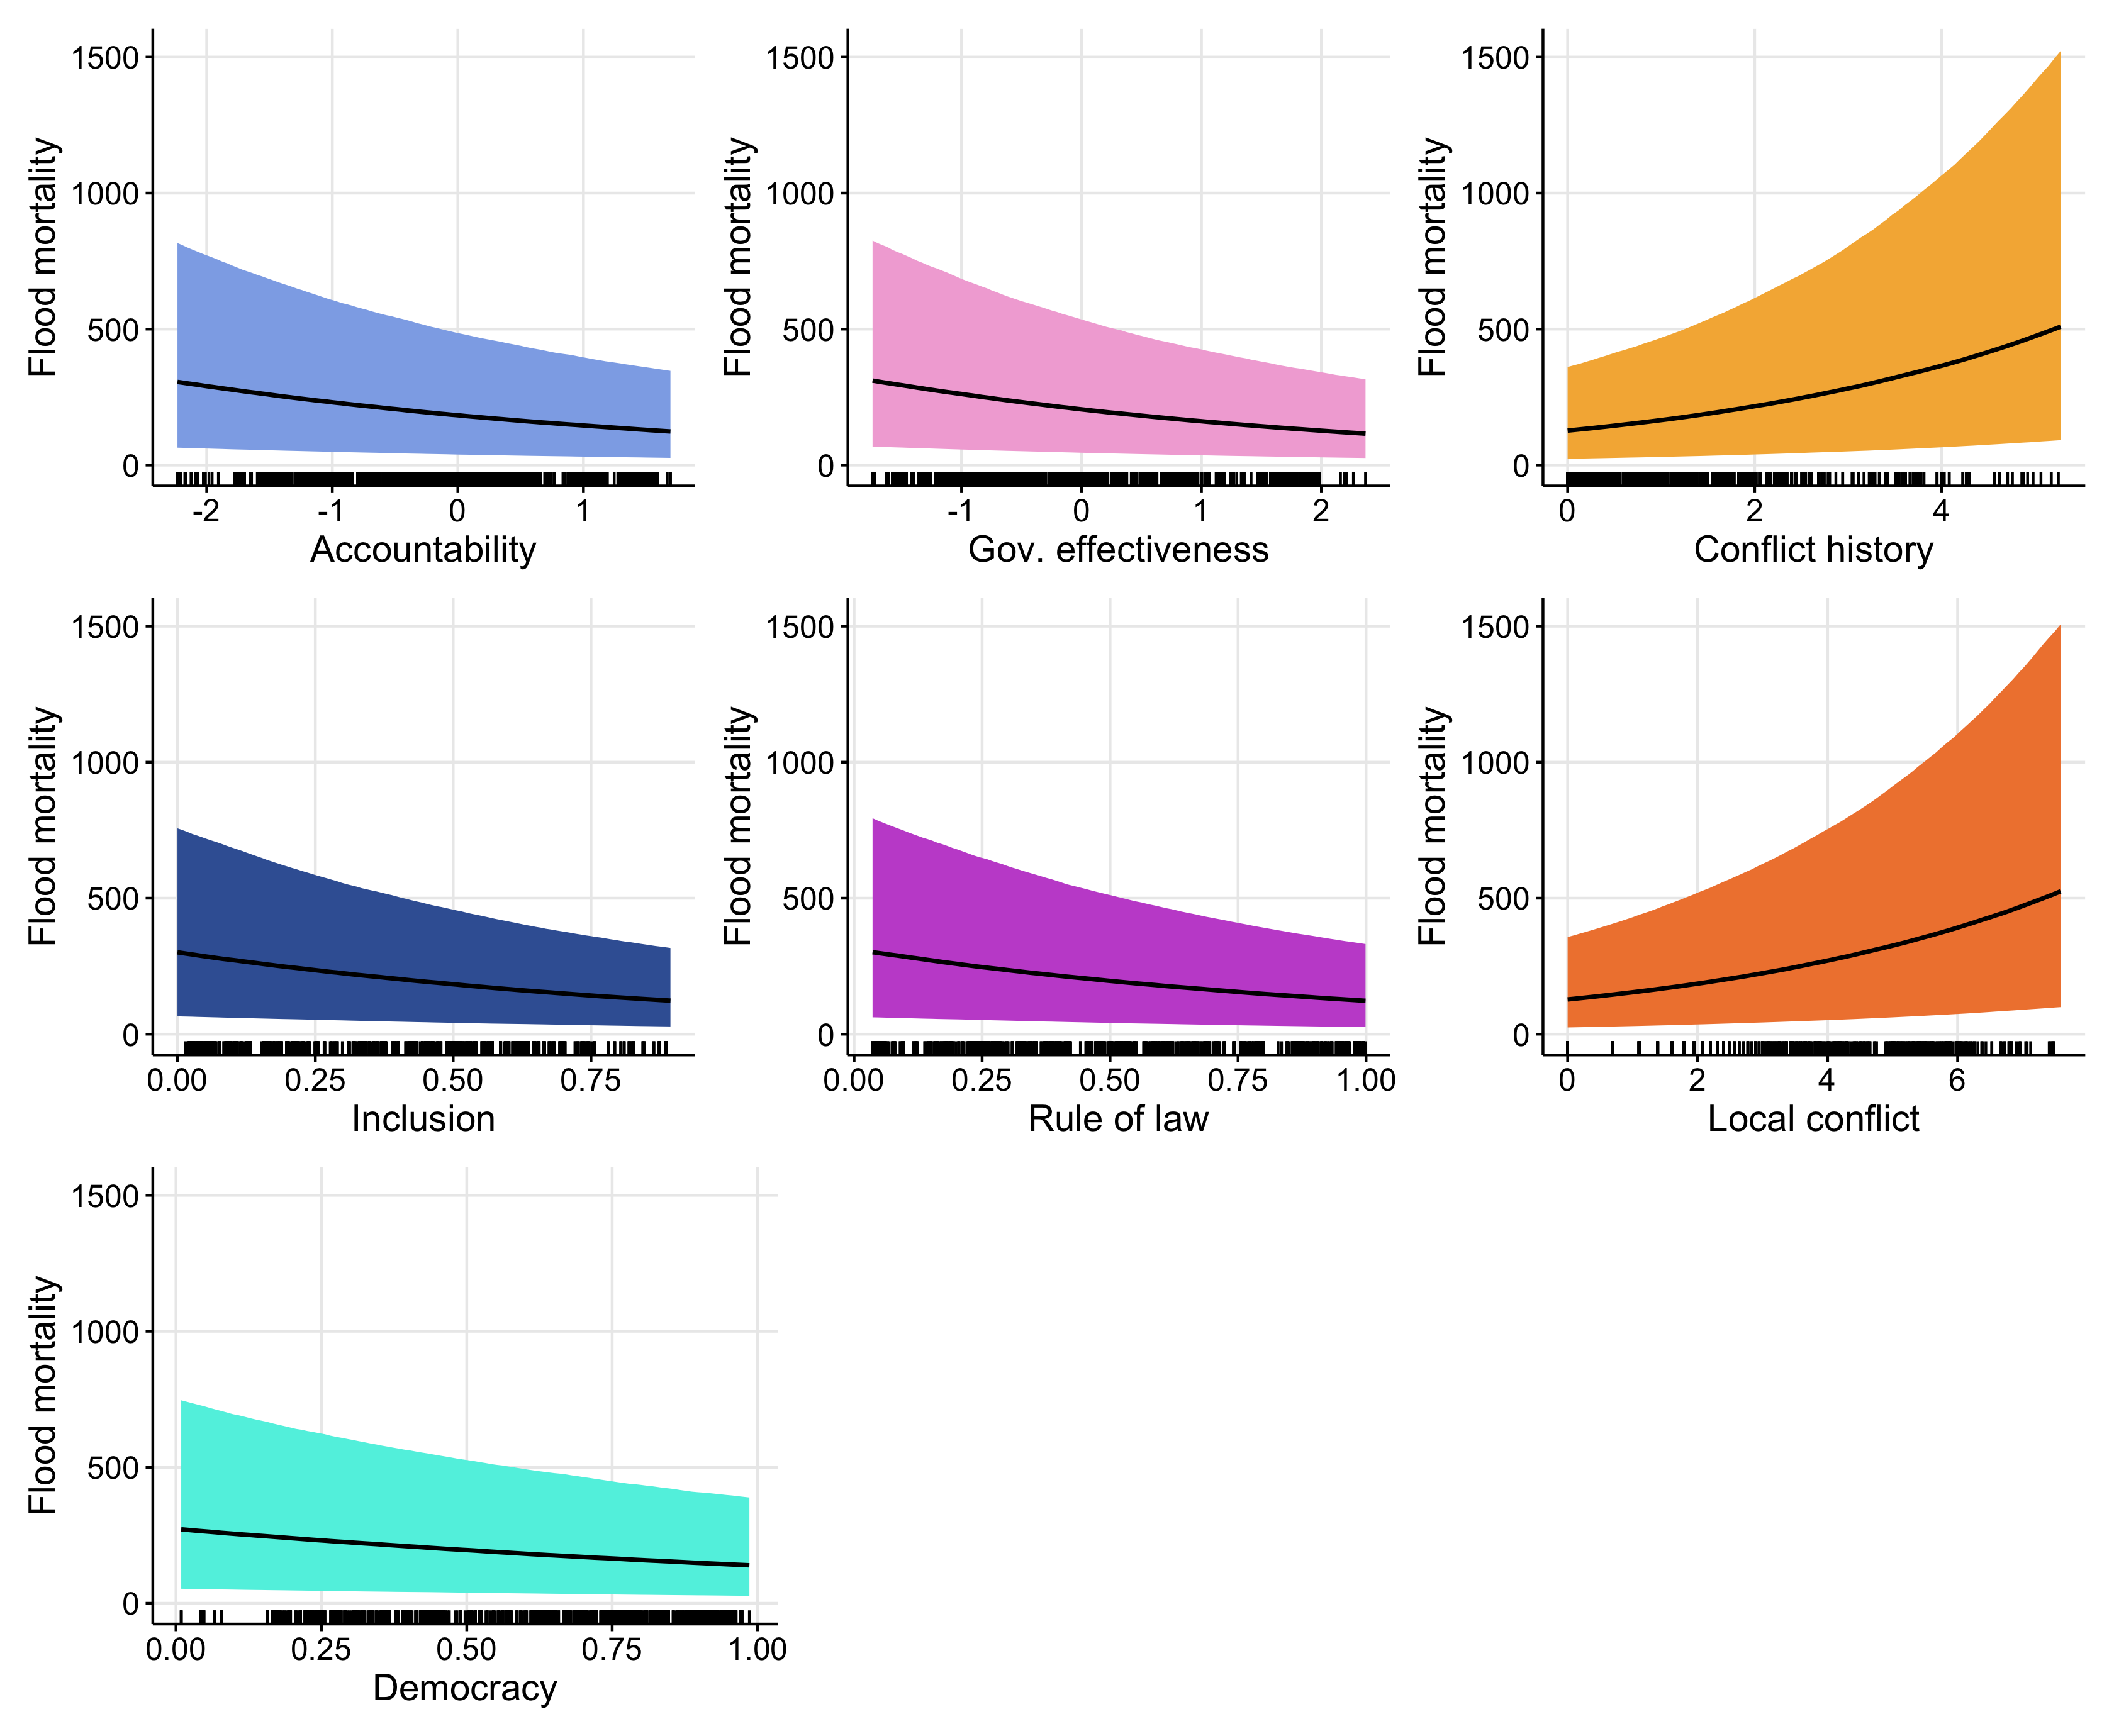 1500
1000
500
0
Flood mortality
-2 -1 0 1
Accountability
1500
1000
500
0
Flood mortality
-1 0 1 2
Gov. effectiveness
1500
1000
500
0
Flood mortality
0 2 4
Conflict history
1500
1000
500
0
Flood mortality
0.00 0.25 0.50 0.75
Inclusion
1500
1000
500
0
Flood mortality
0.00 0.25 0.50 0.75 1.00
Rule of law
1500
1000
500
0
Flood mortality
0 2 4 6
Local conflict
1500
1000
500
0
Flood mortality
0.00 0.25 0.50 0.75 1.00
Democracy